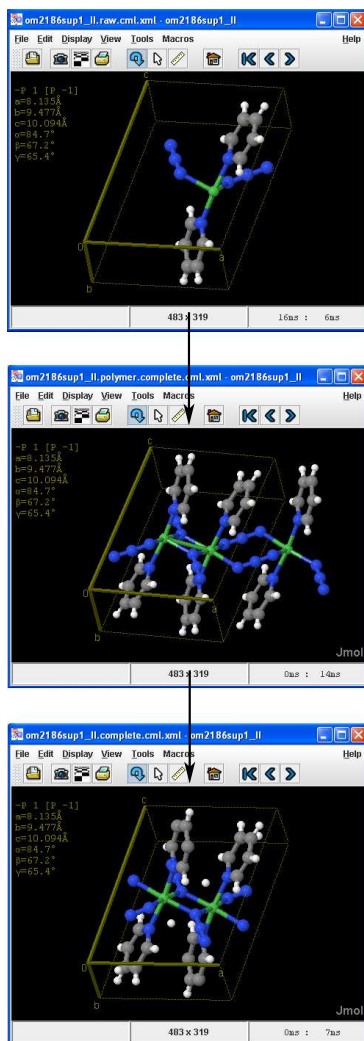 om2186sup1_II.raw.cml.xml - om2186sup1_II
File Edit Display View Tools Macros Help
-P 1 [P -1]
a=8.135Å
b=9.477Å
c=10.094Å
α=84.7°
β=67.2°
γ=65.4°
c
0
a
b
483 x 319 16ms : 6ms
om2186sup1_II.polymer.complete.cml.xml - om2186sup1_II
File Edit Display View Tools Macros Help
-P 1 [P -1]
a=8.135Å
b=9.477Å
c=10.094Å
α=84.7°
β=67.2°
γ=65.4°
c
0
a
b
Jmol
483 x 319 0ms : 14ms
om2186sup1_II.complete.cml.xml - om2186sup1_II
File Edit Display View Tools Macros Help
-P 1 [P -1]
a=8.135Å
b=9.477Å
c=10.094Å
α=84.7°
β=67.2°
γ=65.4°
c
0
a
b
Jmol
483 x 319 0ms : 7ms